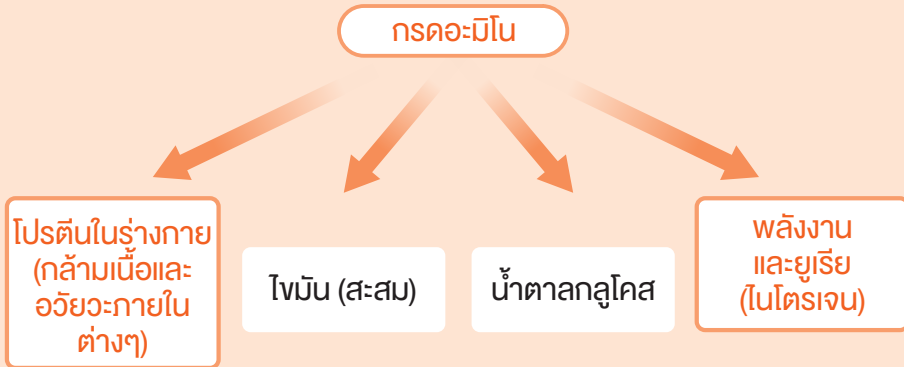 กรดอะมิโน
โปรตีนในร่างกาย
(กล้ามเนื้อและ
อวัยวะภายใน
ต่างๆ)
ไขมัน (สะสม)
น้ำตาลกลูโคส
พลังงาน
และยูเรีย
(ไนโตรเจน)